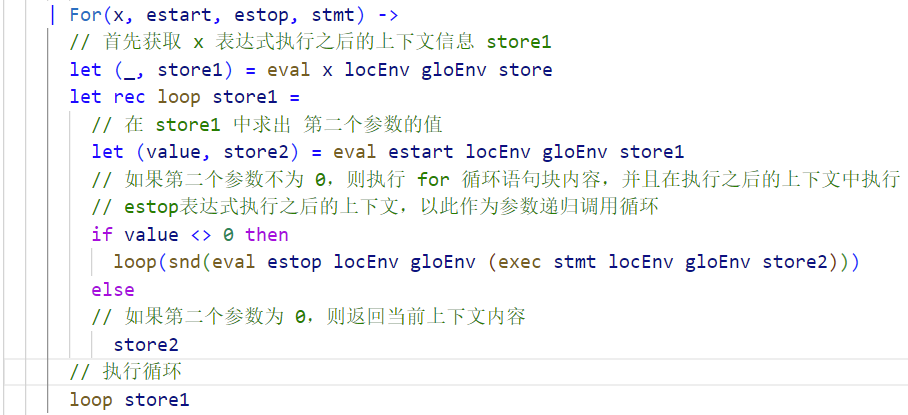 | For(x, estart, estop, stmt) ->
// 首先获取 x 表达式执行之后的上下文信息 store1
let (_, store1) = eval x locEnv gloEnv store
let rec loop store1 =
// 在 store1 中求出 第二个参数的值
let (value, store2) = eval estart locEnv gloEnv store1
// 如果第二个参数不为 0，则执行 for 循环语句块内容，并且在执行之后的上下文中执行
// estop表达式执行之后的上下文，以此作为参数递归调用循环
if value <> 0 then
loop(snd(eval estop locEnv gloEnv (exec stmt locEnv gloEnv store2)))
else
// 如果第二个参数为 0，则返回当前上下文内容
store2
// 执行循环
loop store1